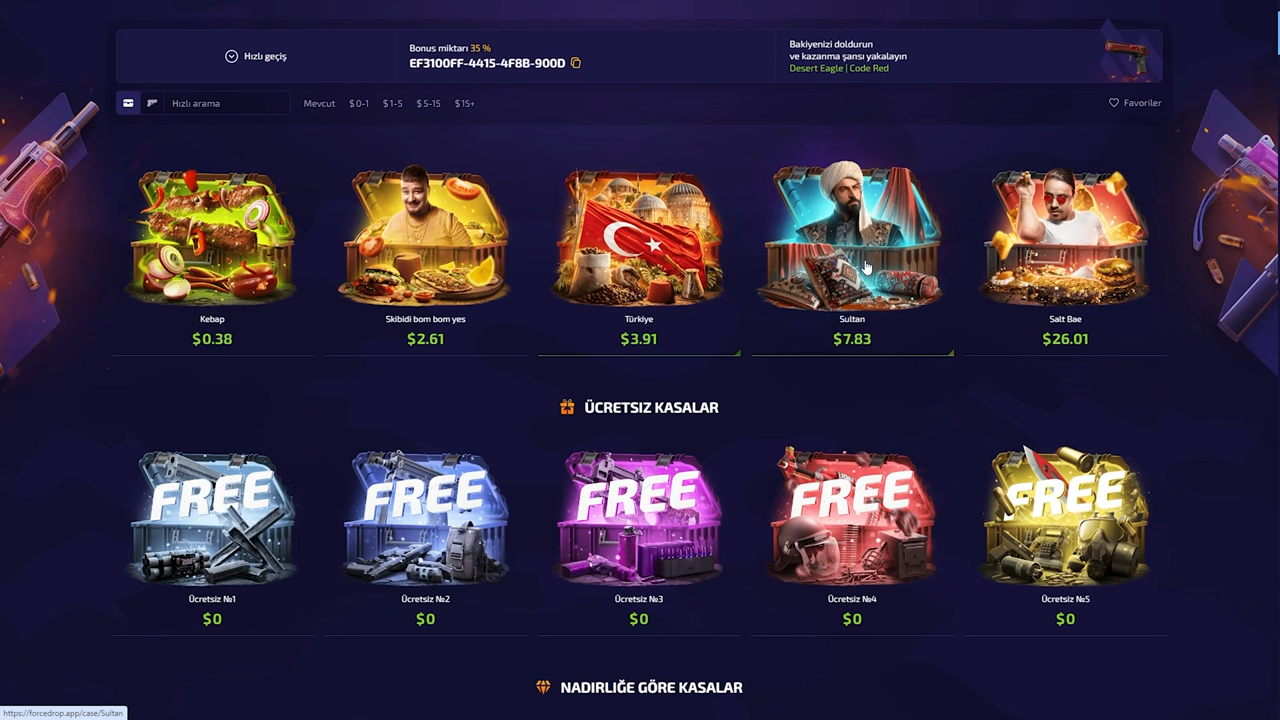 Hızlı geçiş
Bonus miktarı 35 %
EF3100FF-4415-4F8B-900D
Bakiyenizi doldurun
ve kazanma şansı yakalayın
Desert Eagle | Code Red
Hızlı arama
Mevcut
$ 0-1
$ 1-5
$ 5-15
$ 15+
Favoriler
Kebap
Skibidi bom bom yes
Türkiye
Sultan
Salt Bae
$0.38
$2.61
$3.91
$7.83
$26.01
ÜCRETSIZ KASALAR
FREE
FREE
FREE
FREE
FREE
Ücretsiz №1
Ücretsiz №2
Ücretsiz №3
Ücretsiz №4
Ücretsiz №5
$0
$0
$0
$0
$0
NADIRLIĞE GÖRE KASALAR
https://forcedrop.app/case/Sultan